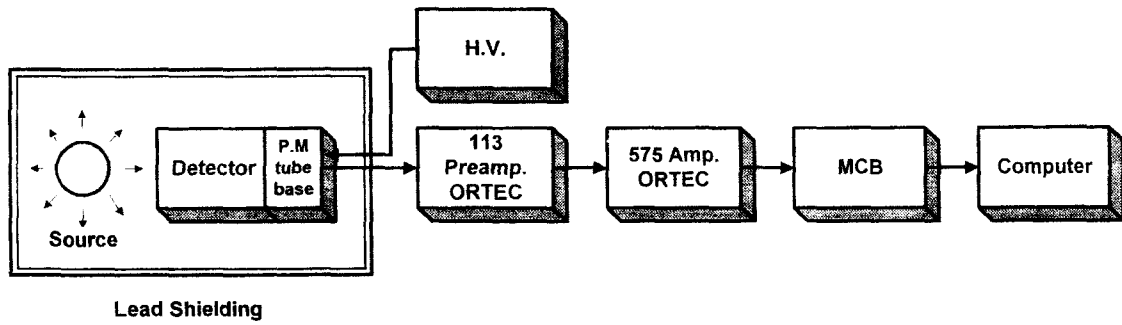 H.V.
Source
Detector
P.M
tube
base
113
Preamp.
ORTEC
575 Amp.
ORTEC
MCB
Computer
Lead Shielding